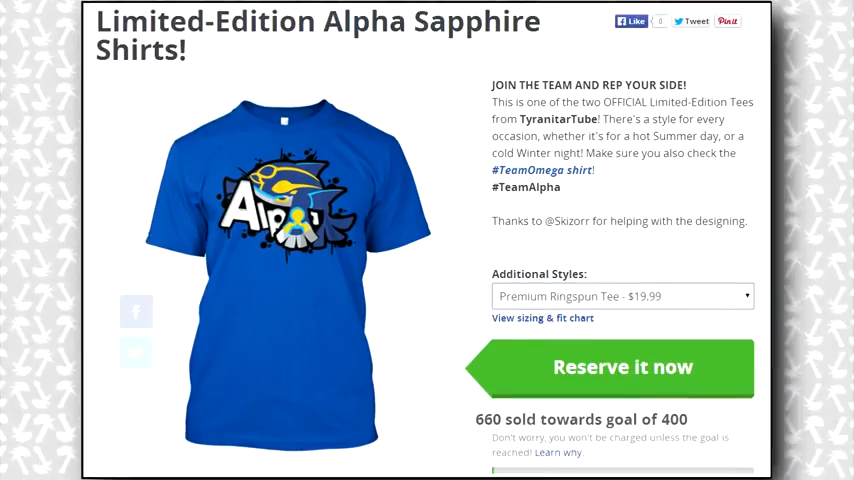 Limited-Edition Alpha Sapphire
Shirts!
Like
0
Tweet
Pin it
JOIN THE TEAM AND REP YOUR SIDE!
This is one of the two OFFICIAL Limited-Edition Tees
from TyranitarTube! There's a style for every
occasion, whether it's for a hot Summer day, or a
cold Winter night! Make sure you also check the
#TeamOmega shirt!
#TeamAlpha
Thanks to @Skizorr for helping with the designing.
Alpha
Additional Styles:
Premium Ringspun Tee - $19.99
View sizing & fit chart
Reserve it now
660 sold towards goal of 400
Don't worry, you won't be charged unless the goal is
reached! Learn why.